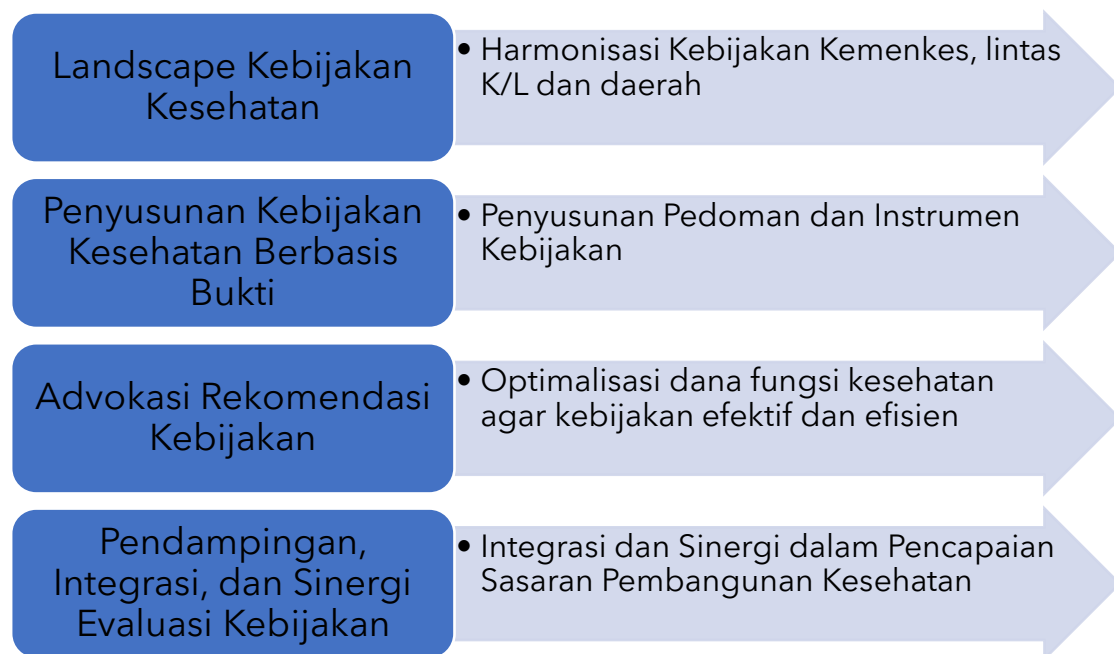 Landscape Kebijakan
Kesehatan
• Harmonisasi Kebijakan Kemenkes, lintas
K/L dan daerah
Penyusunan Kebijakan
Kesehatan Berbasis
Bukti
• Penyusunan Pedoman dan Instrumen
Kebijakan
Advokasi Rekomendasi
Kebijakan
• Optimalisasi dana fungsi kesehatan
agar kebijakan efektif dan efisien
Pendampingan,
Integrasi, dan Sinergi
Evaluasi Kebijakan
• Integrasi dan Sinergi dalam Pencapaian
Sasaran Pembangunan Kesehatan